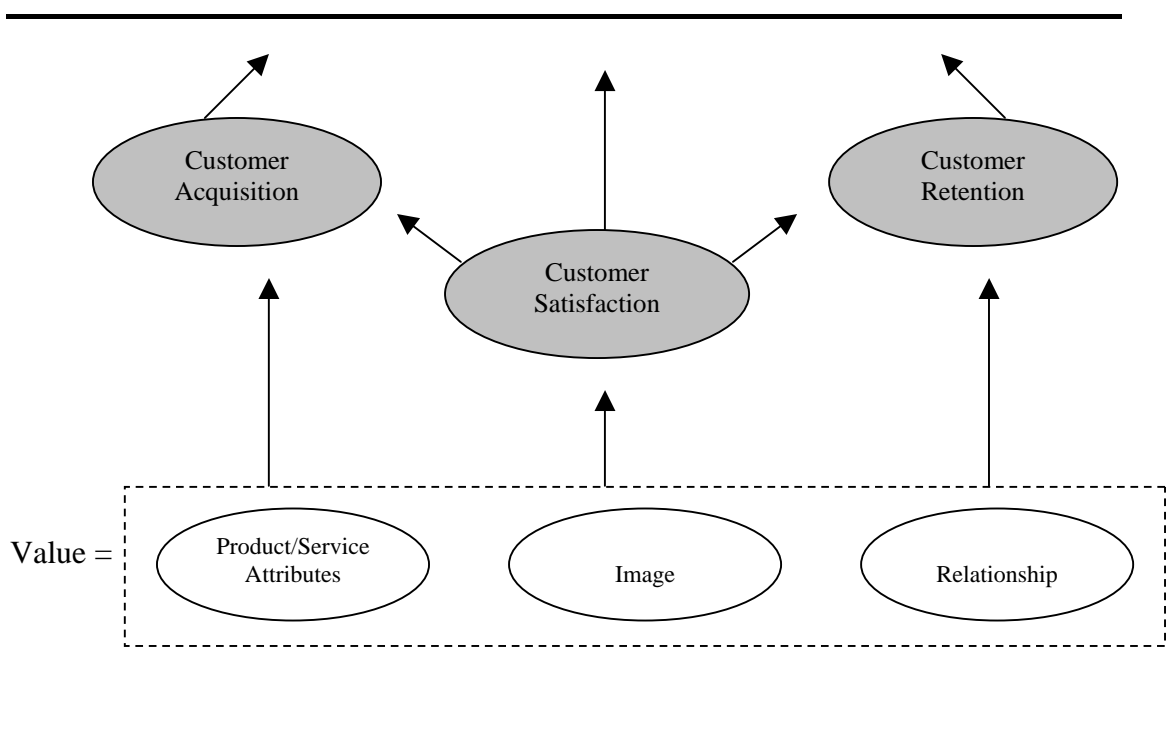 Customer
Acquisition
Customer
Retention
Customer
Satisfaction
Value =
Product/Service
Attributes
Image
Relationship